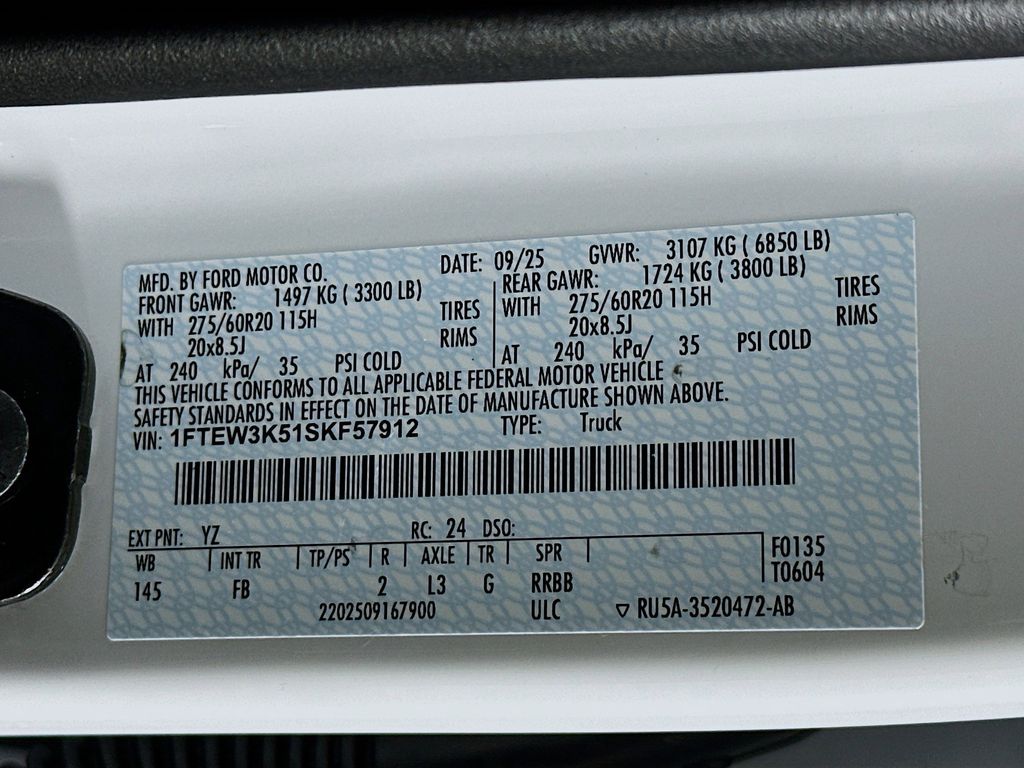 MFD. BY FORD MOTOR CO. DATE: 09/25 GVWR: 3107 KG ( 6850 LB)
FRONT GAWR: 1497 KG ( 3300 LB) REAR GAWR: 1724 KG ( 3800 LB)
WITH 275/60R20 115H TIRES WITH 275/60R20 115H TIRES
20x8.5J RIMS 20x8.5J RIMS
AT 240 kPa/ 35 PSI COLD AT 240 kPa/ 35 PSI COLD
THIS VEHICLE CONFORMS TO ALL APPLICABLE FEDERAL MOTOR VEHICLE
SAFETY STANDARDS IN EFFECT ON THE DATE OF MANUFACTURE SHOWN ABOVE.
VIN: 1FTEW3K51SKF57912 TYPE: Truck
EXT PNT: YZ RC: 24 DSO:
WB INT TR TP/PS R AXLE TR SPR F0135
145 FB 2 L3 G RRBB T0604
2202509167900 ULC ▽ RU5A-3520472-AB